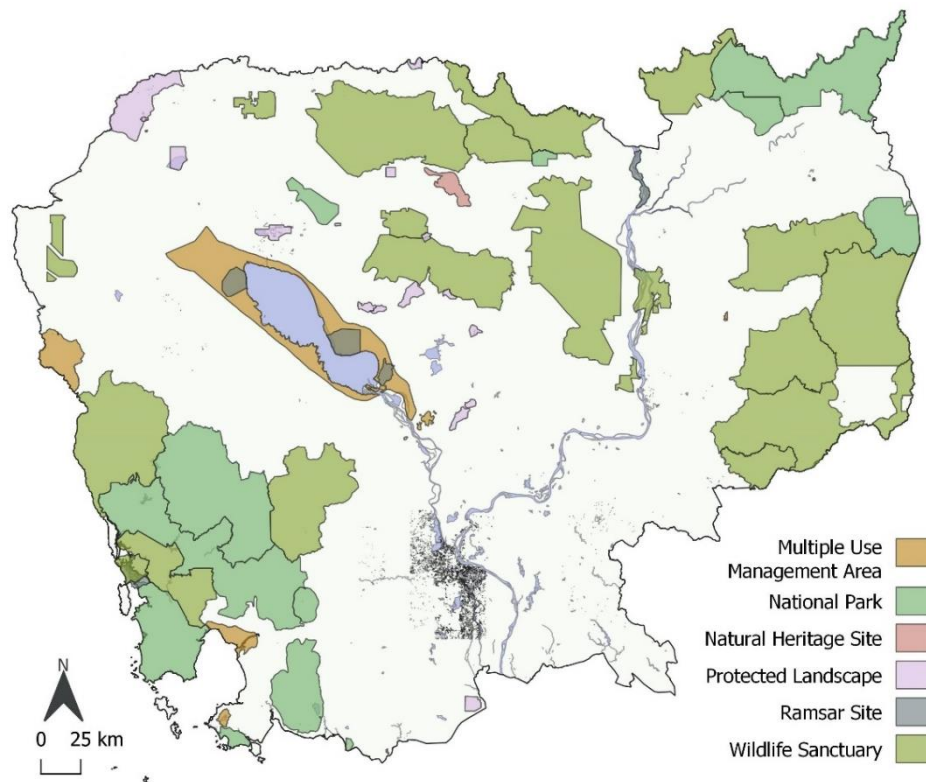 Multiple Use
Management Area
National Park
Natural Heritage Site
Protected Landscape
Ramsar Site
Wildlife Sanctuary
N
0 25 km